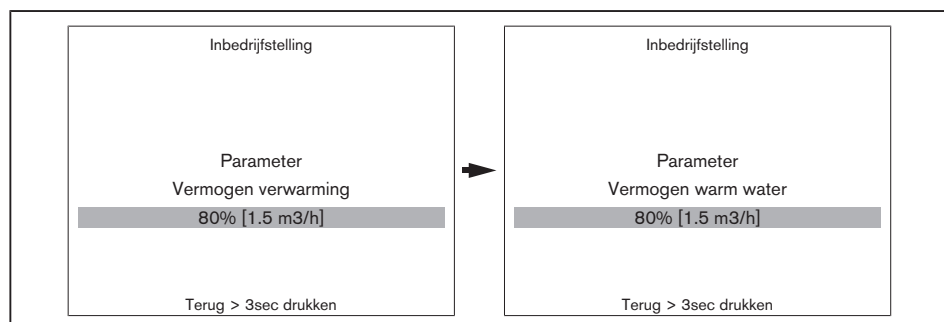 Inbedrijfstelling
Parameter
Vermogen verwarming
80% [1.5 m3/h]
Terug > 3sec drukken
Inbedrijfstelling
Parameter
Vermogen warm water
80% [1.5 m3/h]
Terug > 3sec drukken